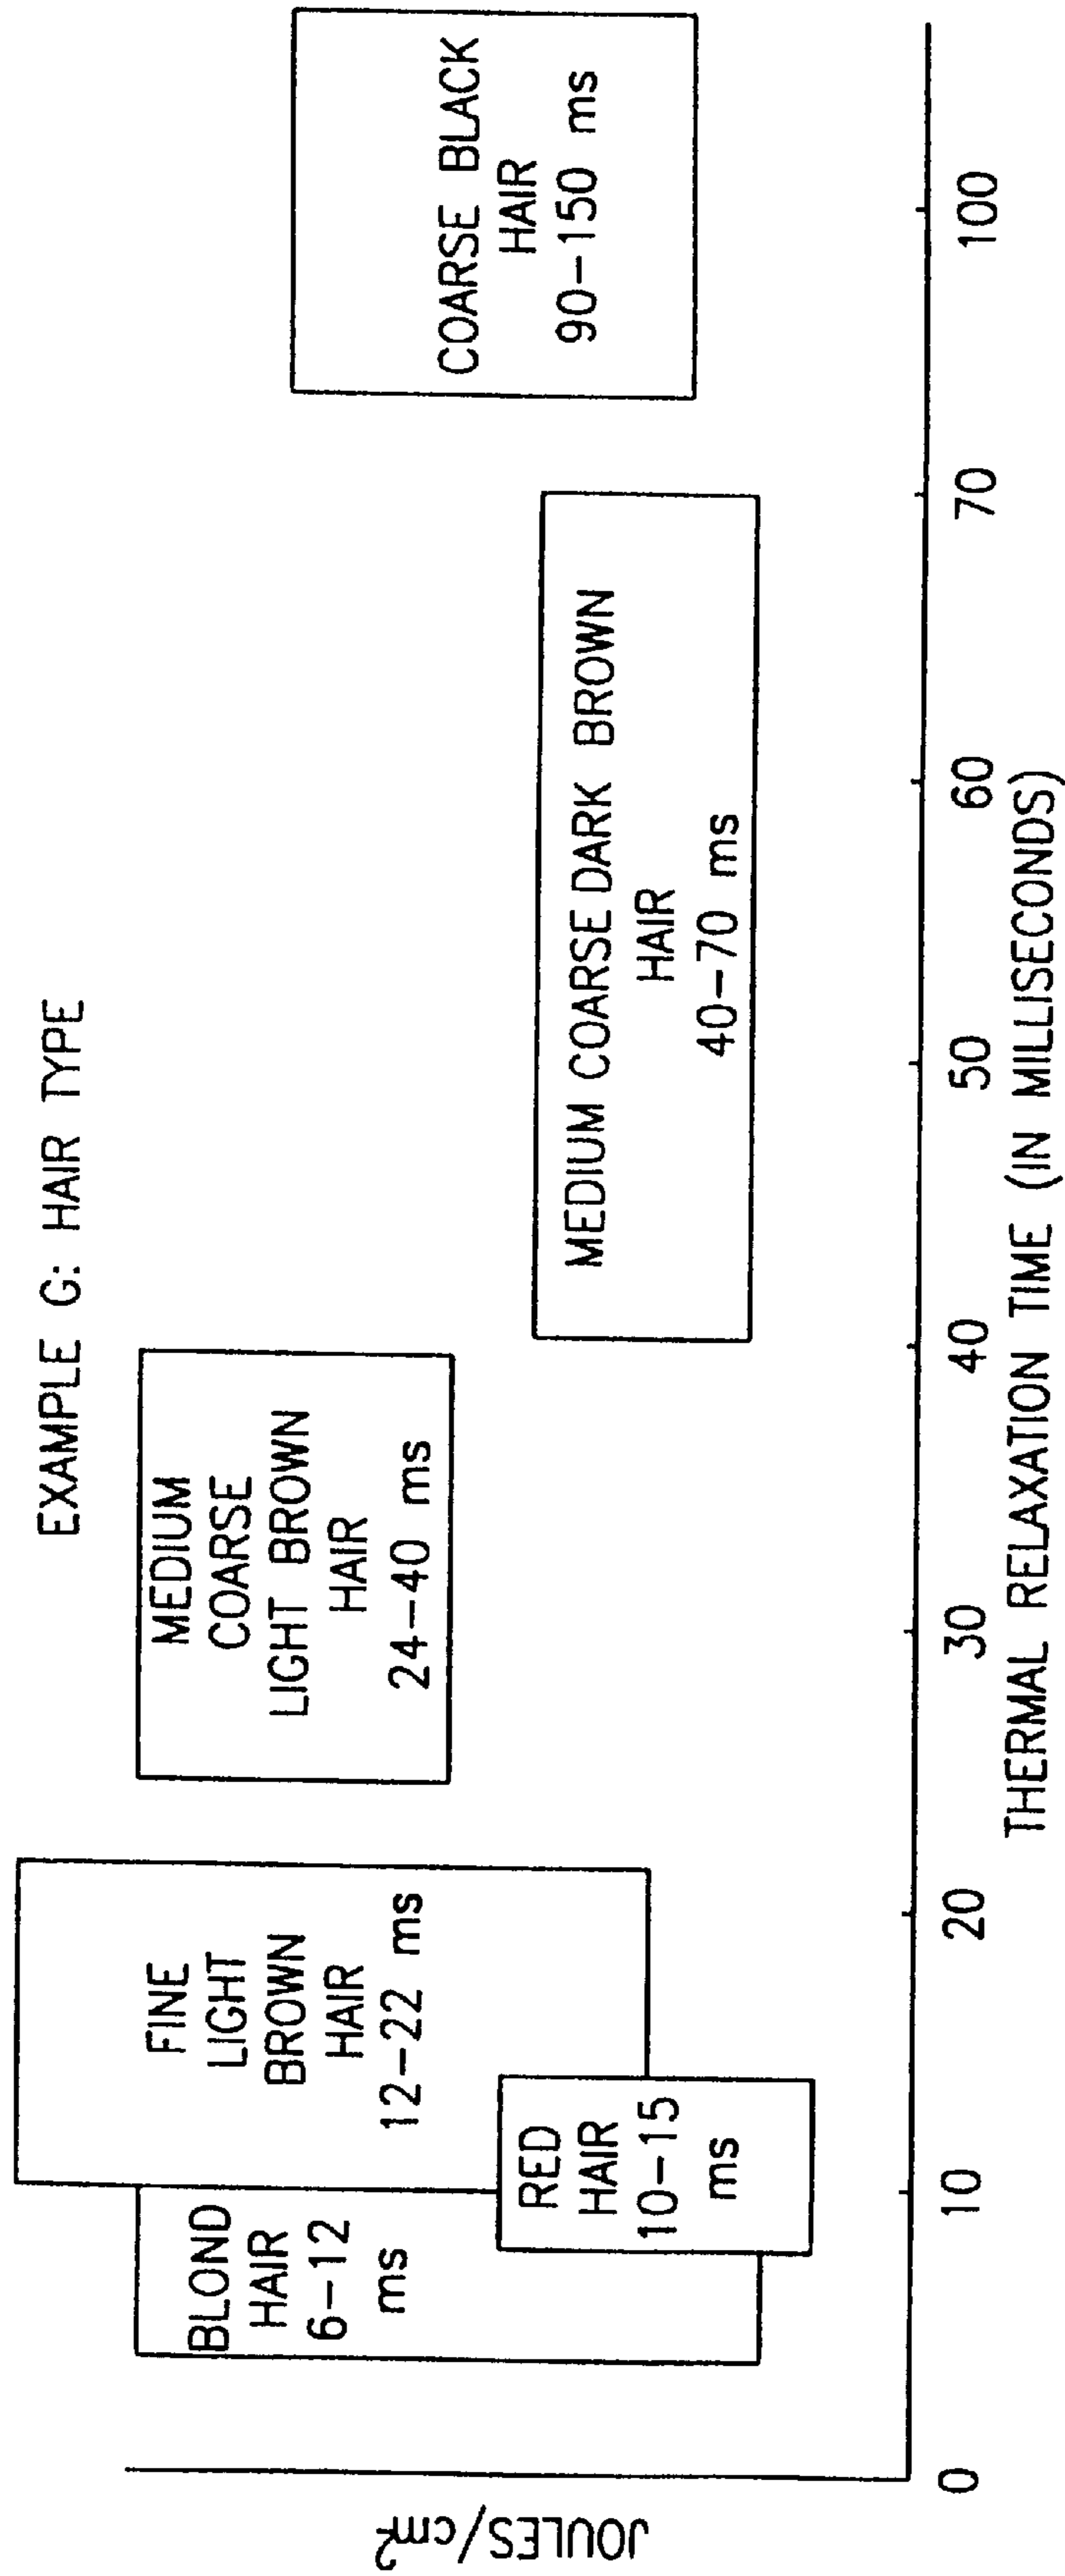 EXAMPLE G: HAIR TYPE
JOULES/cm²
BLOND
HAIR
6-12
ms
FINE
LIGHT
BROWN
HAIR
12-22 ms
RED
HAIR
10-15
ms
MEDIUM
COARSE
LIGHT BROWN
HAIR
24-40 ms
MEDIUM COARSE DARK BROWN
HAIR
40-70 ms
COARSE BLACK
HAIR
90-150 ms
0 10 20 30 40 50 60 70 100
THERMAL RELAXATION TIME (IN MILLISECONDS)